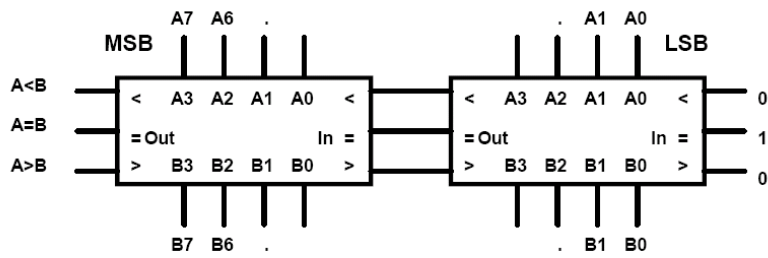 A7 A6 . . A1 A0
MSB LSB
A<B < A3 A2 A1 A0 < < A3 A2 A1 A0 < 0
A=B = Out In = = Out In = 1
A>B > B3 B2 B1 B0 > > B3 B2 B1 B0 > 0
B7 B6 . . B1 B0